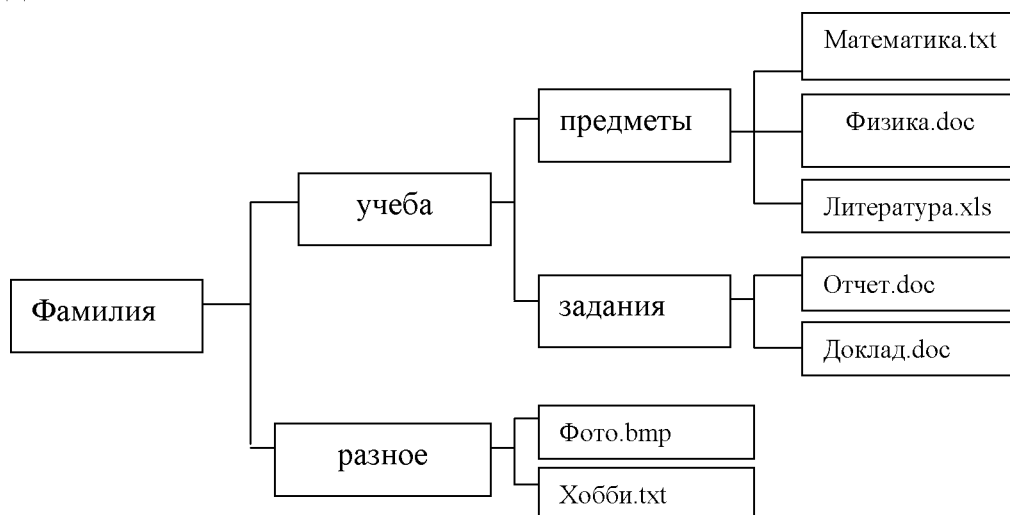 Математика.txt
предметы
Физика.doc
учеба
Литература.xls
Фамилия
задания
Отчет.doc
Доклад.doc
разное
Фото.bmp
Хобби.txt